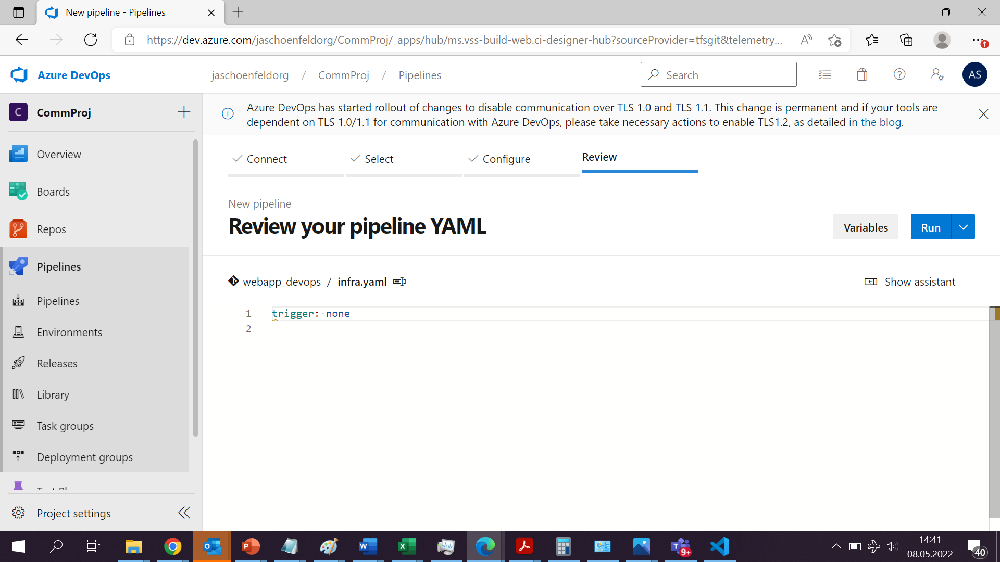 New pipeline - Pipelines
https://dev.azure.com/jaschoenfeldorg/CommProj/_apps/hub/ms.vss-build-web.ci-designer-hub?sourceProvider=tfsgit&telemetry...
Azure DevOps
jaschoenfeldorg / CommProj / Pipelines
Search
AS
C CommProj
Azure DevOps has started rollout of changes to disable communication over TLS 1.0 and TLS 1.1. This change is permanent and if your tools are
dependent on TLS 1.0/1.1 for communication with Azure DevOps, please take necessary actions to enable TLS1.2, as detailed in the blog.
Overview
Boards
Repos
Pipelines
Pipelines
Environments
Releases
Library
Task groups
Deployment groups
Test Plans
Project settings
Connect
Select
Configure
Review
New pipeline
Review your pipeline YAML
Variables
Run
webapp_devops / infra.yaml
Show assistant
1 trigger: none
2
9+
14:41
08.05.2022
40